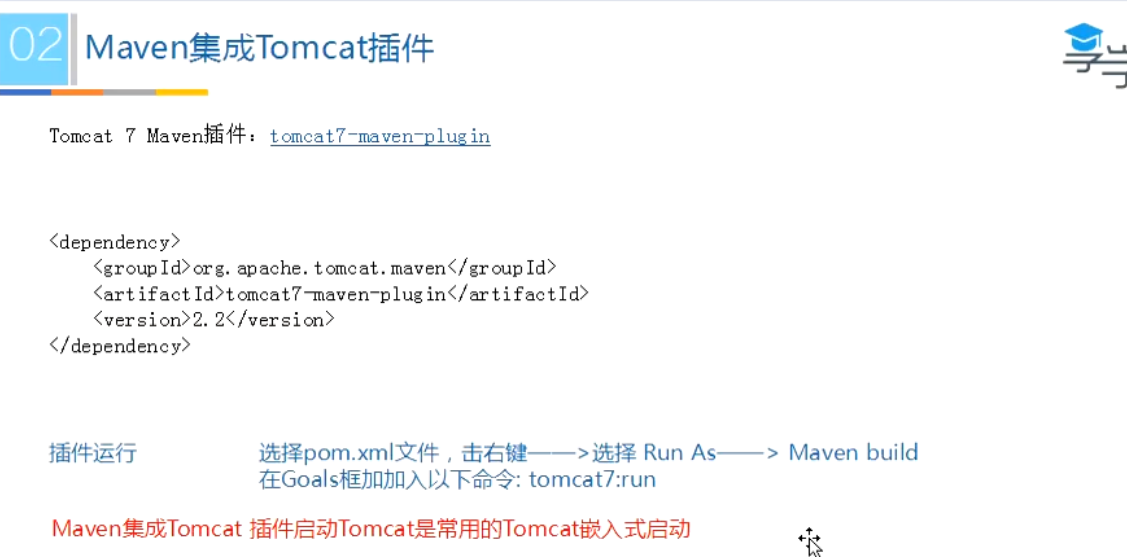 02
Maven集成Tomcat插件
Tomcat 7 Maven插件：tomcat7-maven-plugin
<dependency>
<groupId>org.apache.tomcat.maven</groupId>
<artifactId>tomcat7-maven-plugin</artifactId>
<version>2.2</version>
</dependency>
插件运行 选择pom.xml文件，击右键——>选择 Run As——> Maven build
在Goals框加加入以下命令: tomcat7:run
Maven集成Tomcat 插件启动Tomcat是常用的Tomcat嵌入式启动